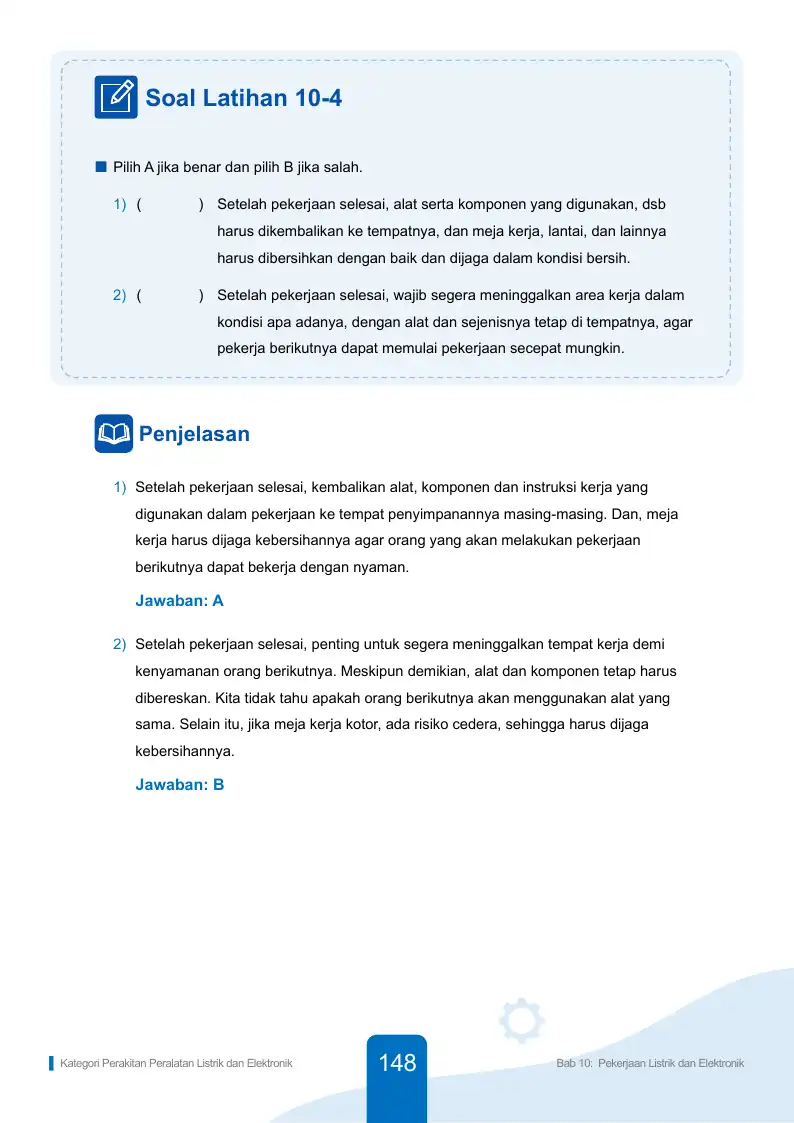 Soal Latihan 10-4
Pilih A jika benar dan pilih B jika salah.
1) ( ) Setelah pekerjaan selesai, alat serta komponen yang digunakan, dsb
harus dikembalikan ke tempatnya, dan meja kerja, lantai, dan lainnya
harus dibersihkan dengan baik dan dijaga dalam kondisi bersih.
2) ( ) Setelah pekerjaan selesai, wajib segera meninggalkan area kerja dalam
kondisi apa adanya, dengan alat dan sejenisnya tetap di tempatnya, agar
pekerja berikutnya dapat memulai pekerjaan secepat mungkin.
Penjelasan
1) Setelah pekerjaan selesai, kembalikan alat, komponen dan instruksi kerja yang
digunakan dalam pekerjaan ke tempat penyimpanannya masing-masing. Dan, meja
kerja harus dijaga kebersihannya agar orang yang akan melakukan pekerjaan
berikutnya dapat bekerja dengan nyaman.
Jawaban: A
2) Setelah pekerjaan selesai, penting untuk segera meninggalkan tempat kerja demi
kenyamanan orang berikutnya. Meskipun demikian, alat dan komponen tetap harus
dibereskan. Kita tidak tahu apakah orang berikutnya akan menggunakan alat yang
sama. Selain itu, jika meja kerja kotor, ada risiko cedera, sehingga harus dijaga
kebersihannya.
Jawaban: B
Kategori Perakitan Peralatan Listrik dan Elektronik
148
Bab 10: Pekerjaan Listrik dan Elektronik